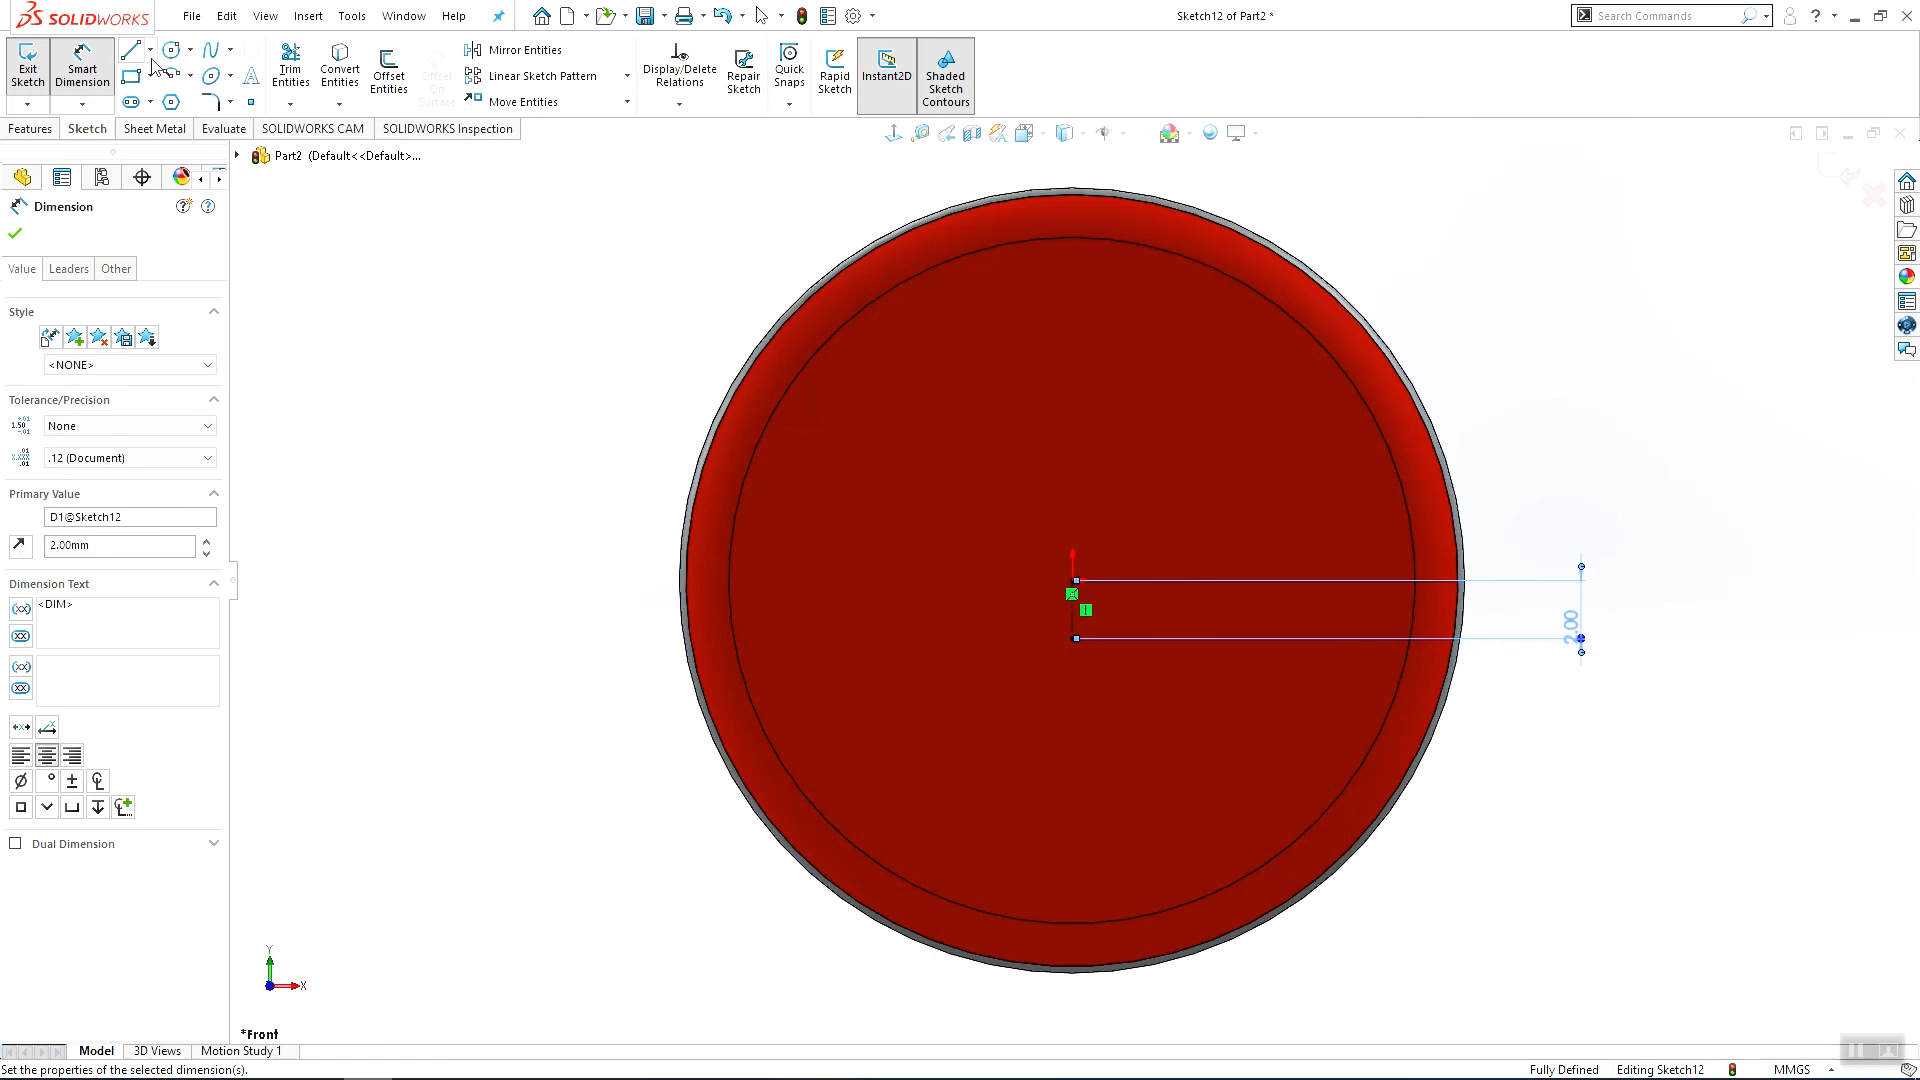 SOLIDWORKS
File Edit View Insert Tools Window Help
Sketch12 of Part2 *
Search Commands
?
Exit Sketch
Smart Dimension
Trim Entities
Convert Entities
Offset Entities
Offset On Surface
Mirror Entities
Linear Sketch Pattern
Move Entities
Display/Delete Relations
Repair Sketch
Quick Snaps
Rapid Sketch
Instant2D
Shaded Sketch Contours
Features Sketch Sheet Metal Evaluate SOLIDWORKS CAM SOLIDWORKS Inspection
Part2 (Default<<Default>...
Dimension
Value Leaders Other
Style
<NONE>
Tolerance/Precision
None
.12 (Document)
Primary Value
D1@Sketch12
2.00mm
Dimension Text
<DIM>
Dual Dimension
2.00
Y
X
*Front
Model 3D Views Motion Study 1
Set the properties of the selected dimension(s).
Fully Defined Editing Sketch12 MMGS